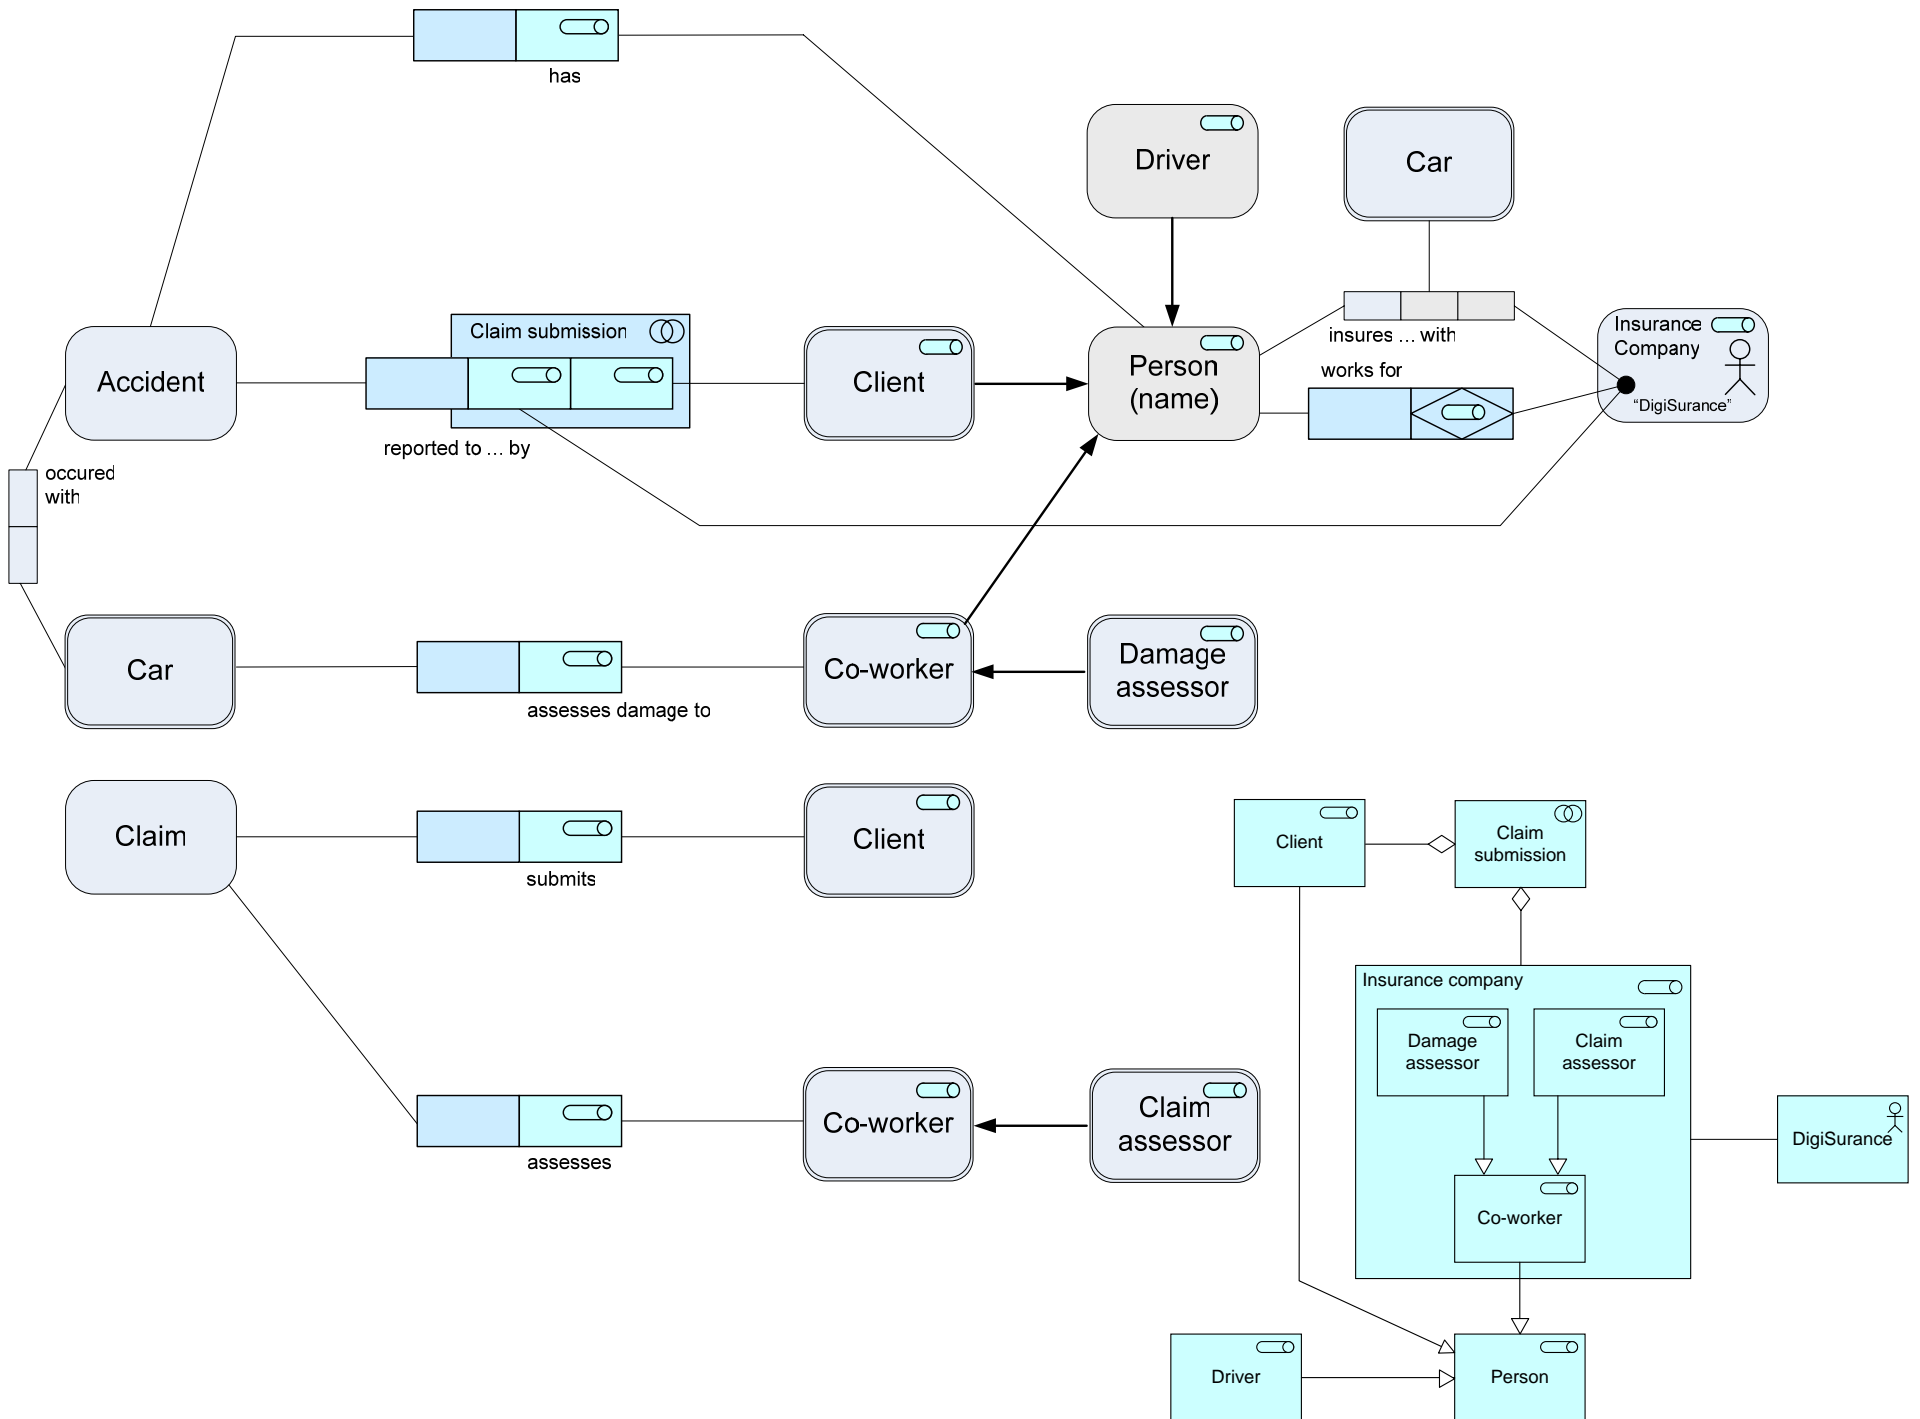 has
Driver
Car
Insurance
Company
"DigiSurance"
insures ... with
works for
Claim submission
Accident
Client
Person
(name)
reported to ... by
occured
with
Car
Co-worker
Damage
assessor
assesses damage to
Claim
Client
submits
Client
Claim
submission
Insurance company
Damage
assessor
Claim
assessor
Co-worker
Claim
assessor
assesses
DigiSurance
Co-worker
Driver
Person